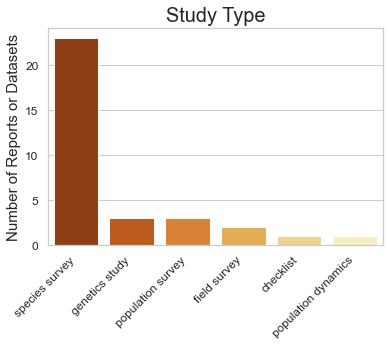 Study Type
Number of Reports or Datasets
20
15
10
5
0
species survey
genetics study
population survey
field survey
checklist
population dynamics